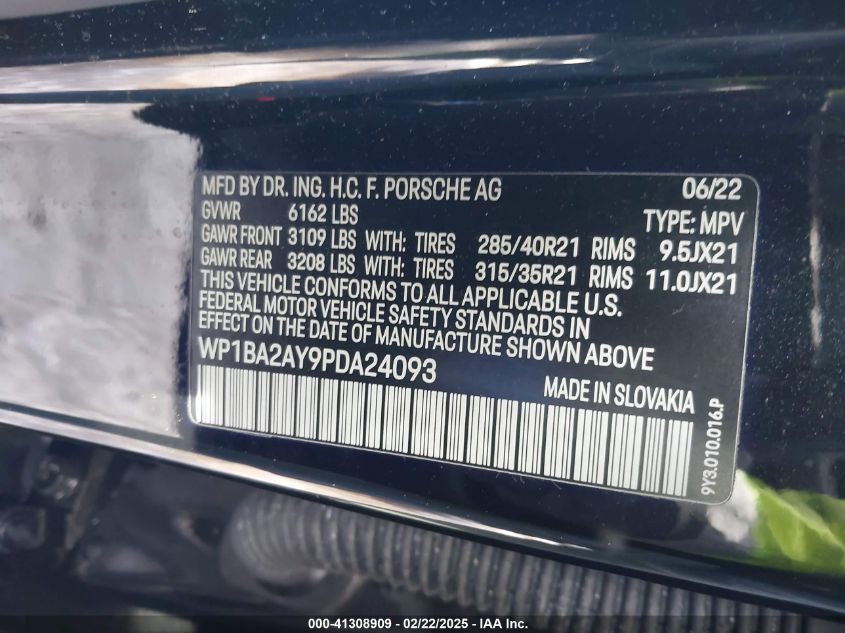 MFD BY DR. ING. H.C. F. PORSCHE AG 06/22
GVWR 6162 LBS TYPE: MPV
GAWR FRONT 3109 LBS WITH: TIRES 285/40R21 RIMS 9.5JX21
GAWR REAR 3208 LBS WITH: TIRES 315/35R21 RIMS 11.0JX21
THIS VEHICLE CONFORMS TO ALL APPLICABLE U.S.
FEDERAL MOTOR VEHICLE SAFETY STANDARDS IN
EFFECT ON THE DATE OF MANUFACTURE SHOWN ABOVE
WP1BA2AY9PDA24093
MADE IN SLOVAKIA
9Y3.010.016.P
000-41308909 - 02/22/2025 - IAA Inc.